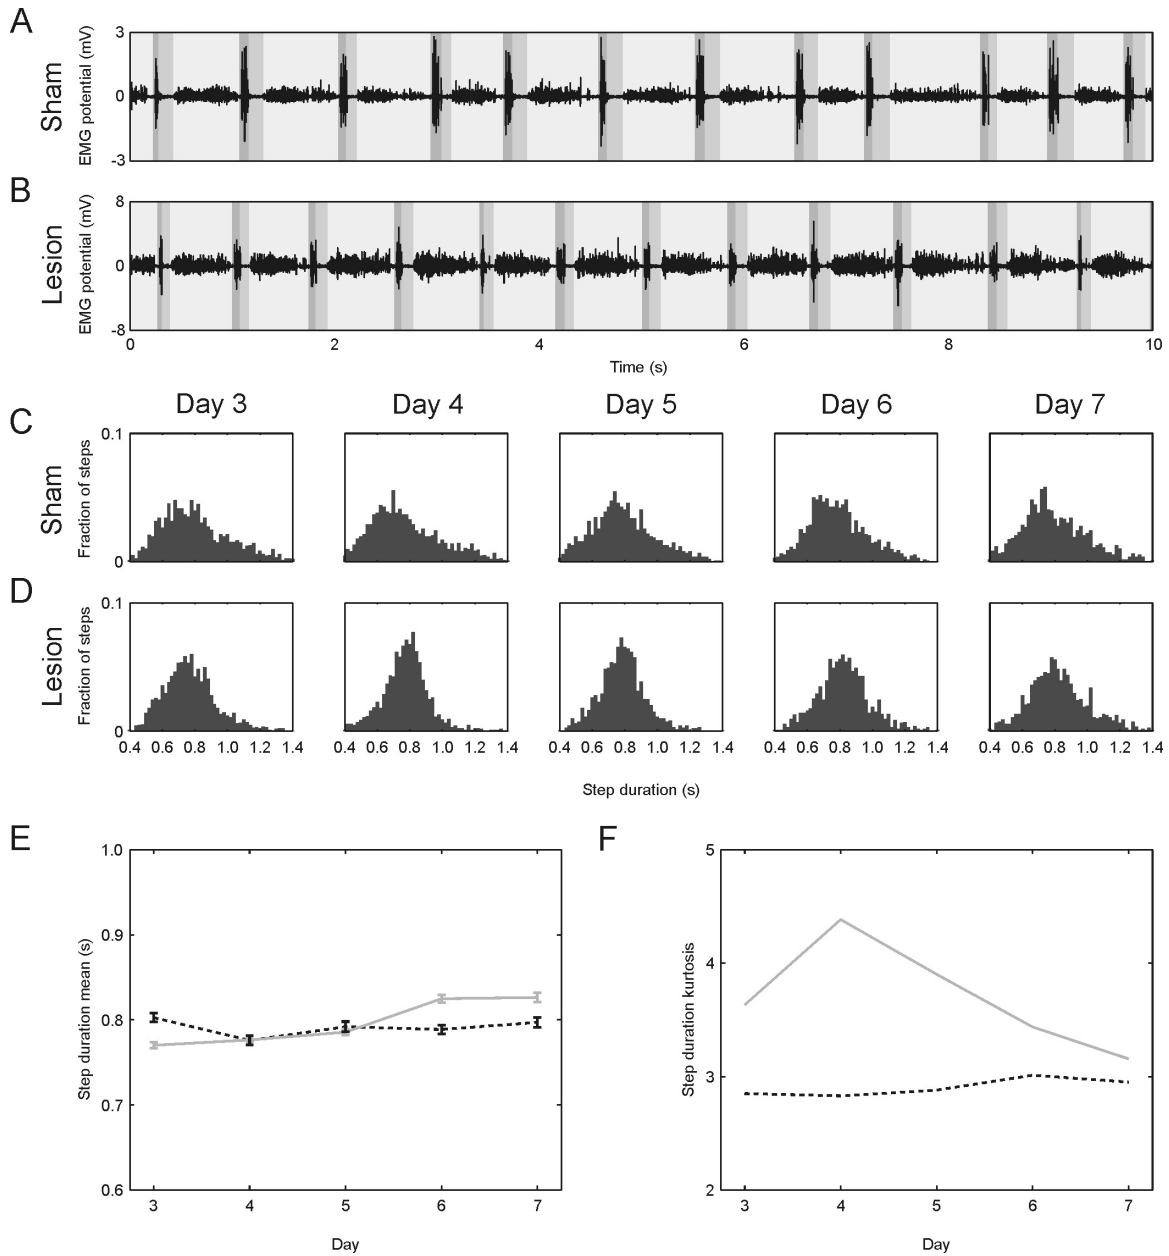 A
Sham
EMG potential (mV)
3
0
-3
B
Lesion
EMG potential (mV)
8
0
-8
0 2 4 6 8 10
Time (s)
Day 3 Day 4 Day 5 Day 6 Day 7
C
Sham
Fraction of steps
0.1
0
D
Lesion
Fraction of steps
0.1
0
0.4 0.6 0.8 1.0 1.2 1.4 0.4 0.6 0.8 1.0 1.2 1.4 0.4 0.6 0.8 1.0 1.2 1.4 0.4 0.6 0.8 1.0 1.2 1.4 0.4 0.6 0.8 1.0 1.2 1.4
Step duration (s)
E
Step duration mean (s)
1.0
0.9
0.8
0.7
0.6
3 4 5 6 7
Day
F
Step duration kurtosis
5
4
3
2
3 4 5 6 7
Day